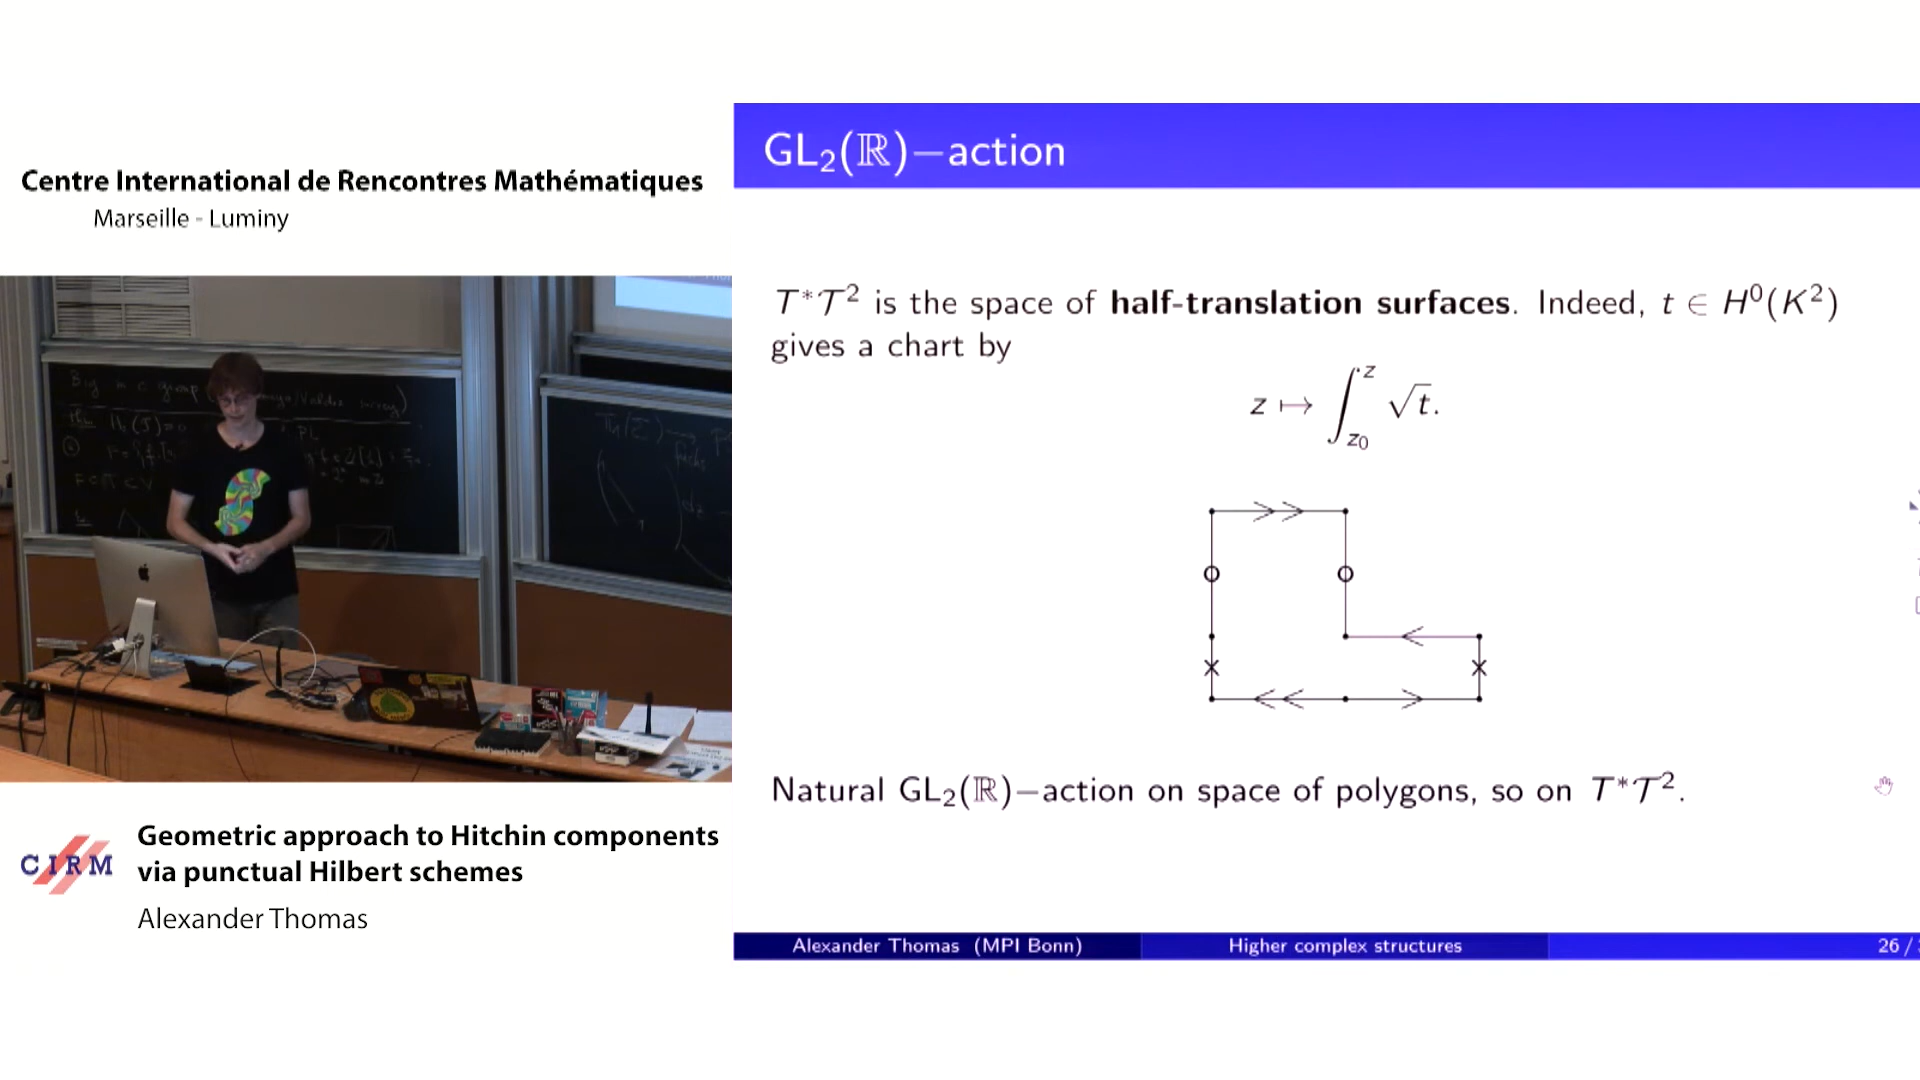 Centre International de Rencontres Mathématiques
Marseille - Luminy
GL₂(ℝ)—action
T*𝒯² is the space of half-translation surfaces. Indeed, t ∈ H⁰(K²)
gives a chart by
z ↦ ∫_{z₀}^{z} √t.
Natural GL₂(ℝ)—action on space of polygons, so on T*𝒯².
CIRM
Geometric approach to Hitchin components
via punctual Hilbert schemes
Alexander Thomas
Alexander Thomas (MPI Bonn)
Higher complex structures
26 /